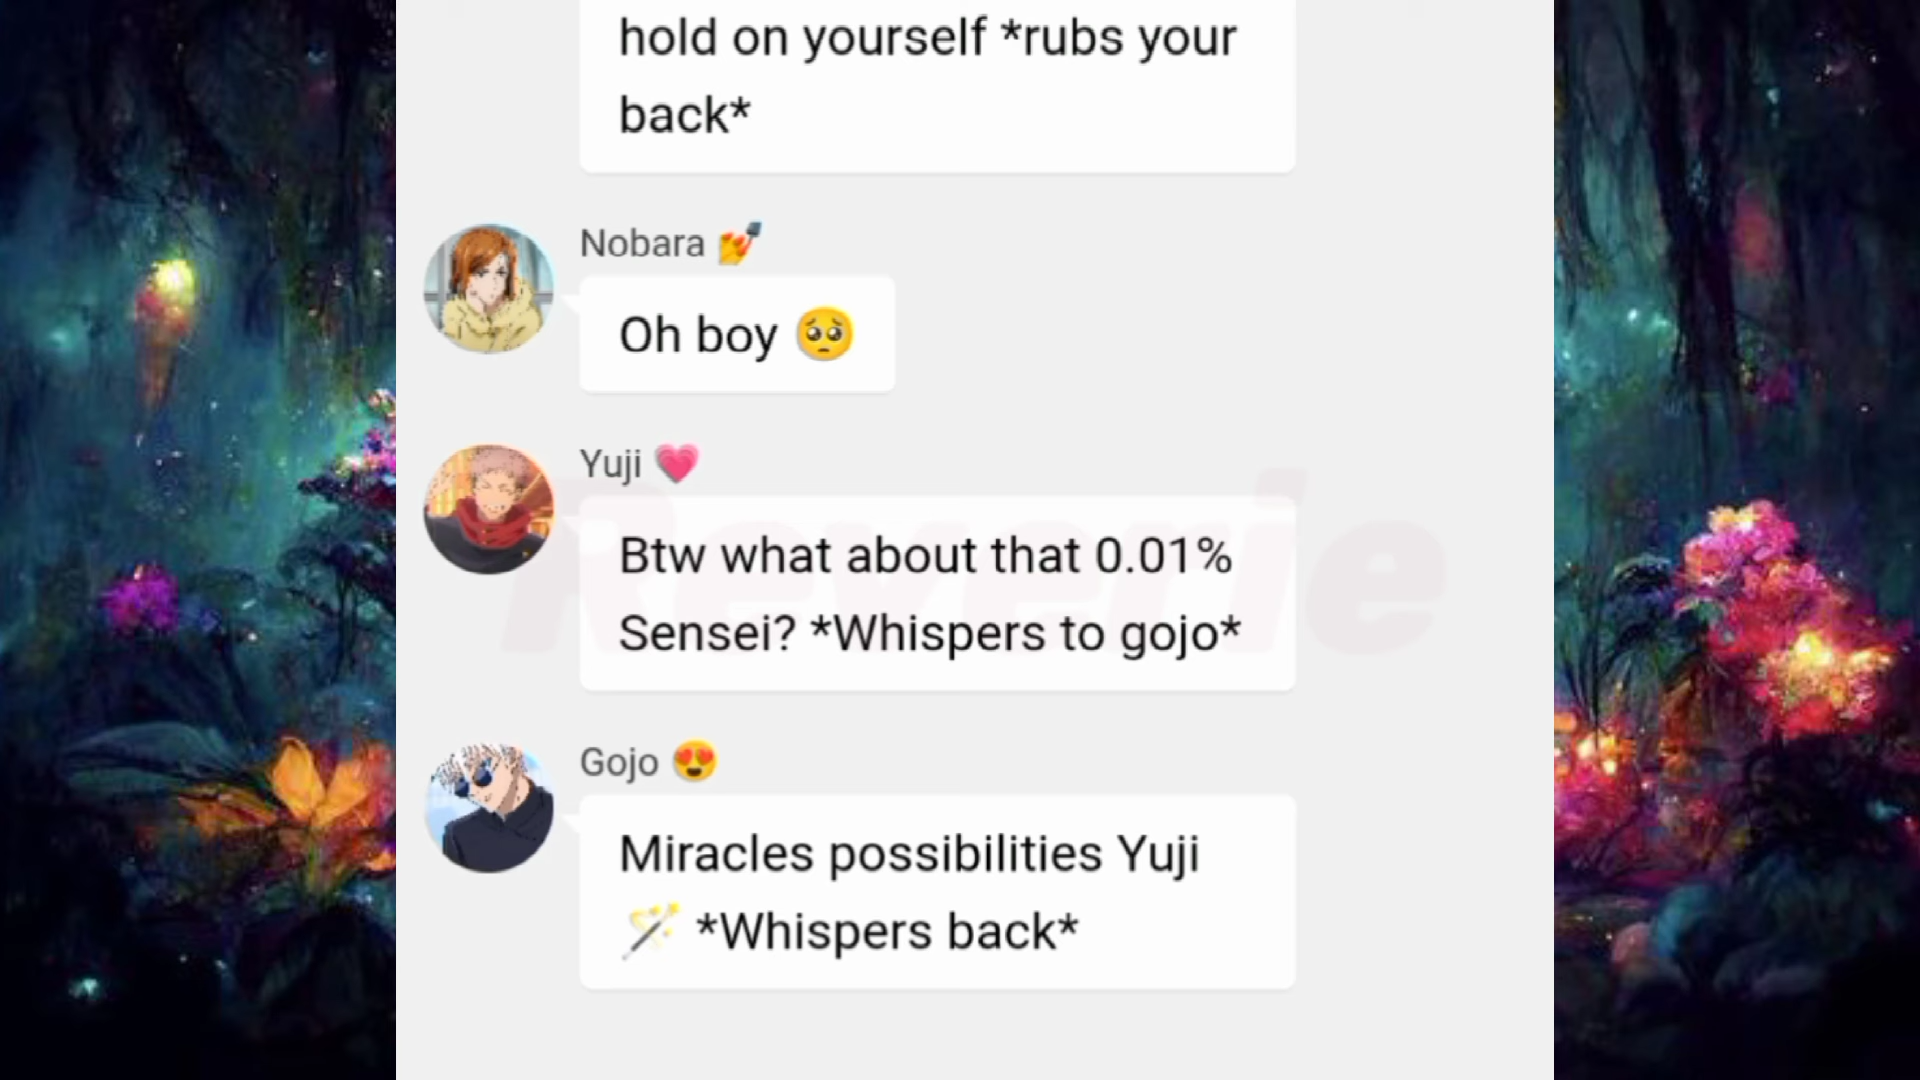 hold on yourself *rubs your
back*
Nobara 💅
Oh boy 🥺
Yuji 💗
Btw what about that 0.01%
Sensei? *Whispers to gojo*
Reverie
Gojo 😍
Miracles possibilities Yuji
🪄 *Whispers back*